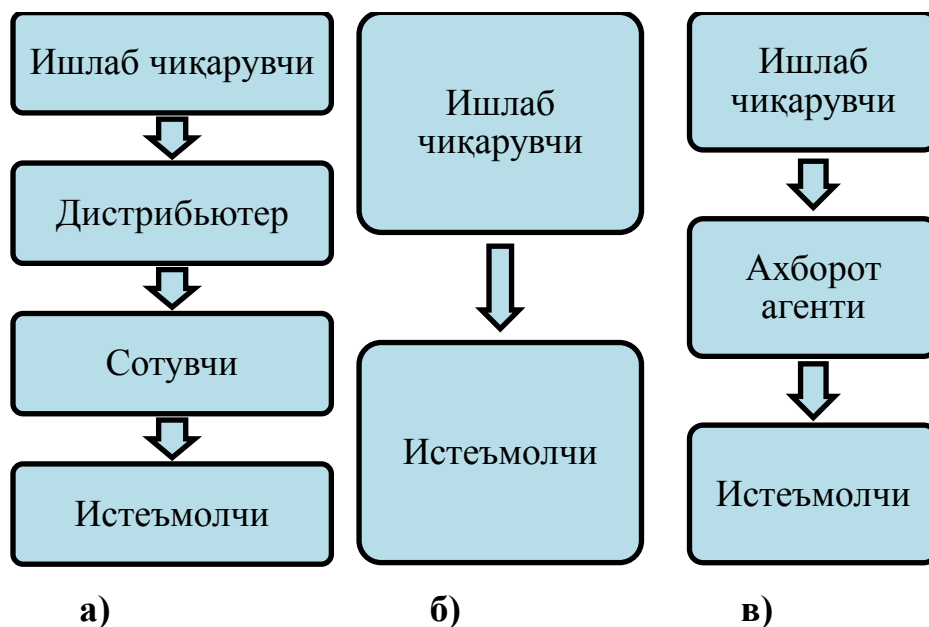 Ишлаб чиқарувчи
Дистрибьютер
Сотувчи
Истеъмолчи
а)
Ишлаб
чиқарувчи
Истеъмолчи
б)
Ишлаб
чиқарувчи
Ахборот
агенти
Истеъмолчи
в)